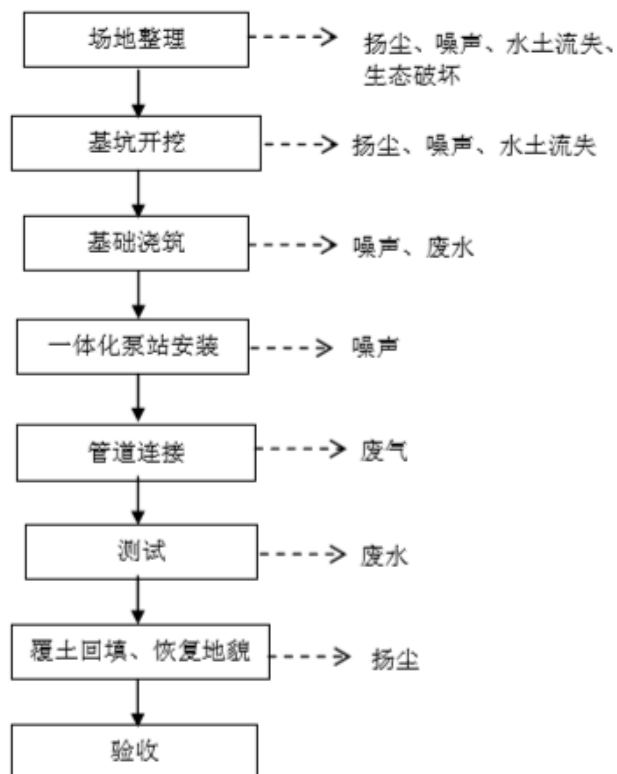 场地整理
扬尘、噪声、水土流失、
生态破坏
基坑开挖
扬尘、噪声、水土流失
基础浇筑
噪声、废水
一体化泵站安装
噪声
管道连接
废气
测试
废水
覆土回填、恢复地貌
扬尘
验收